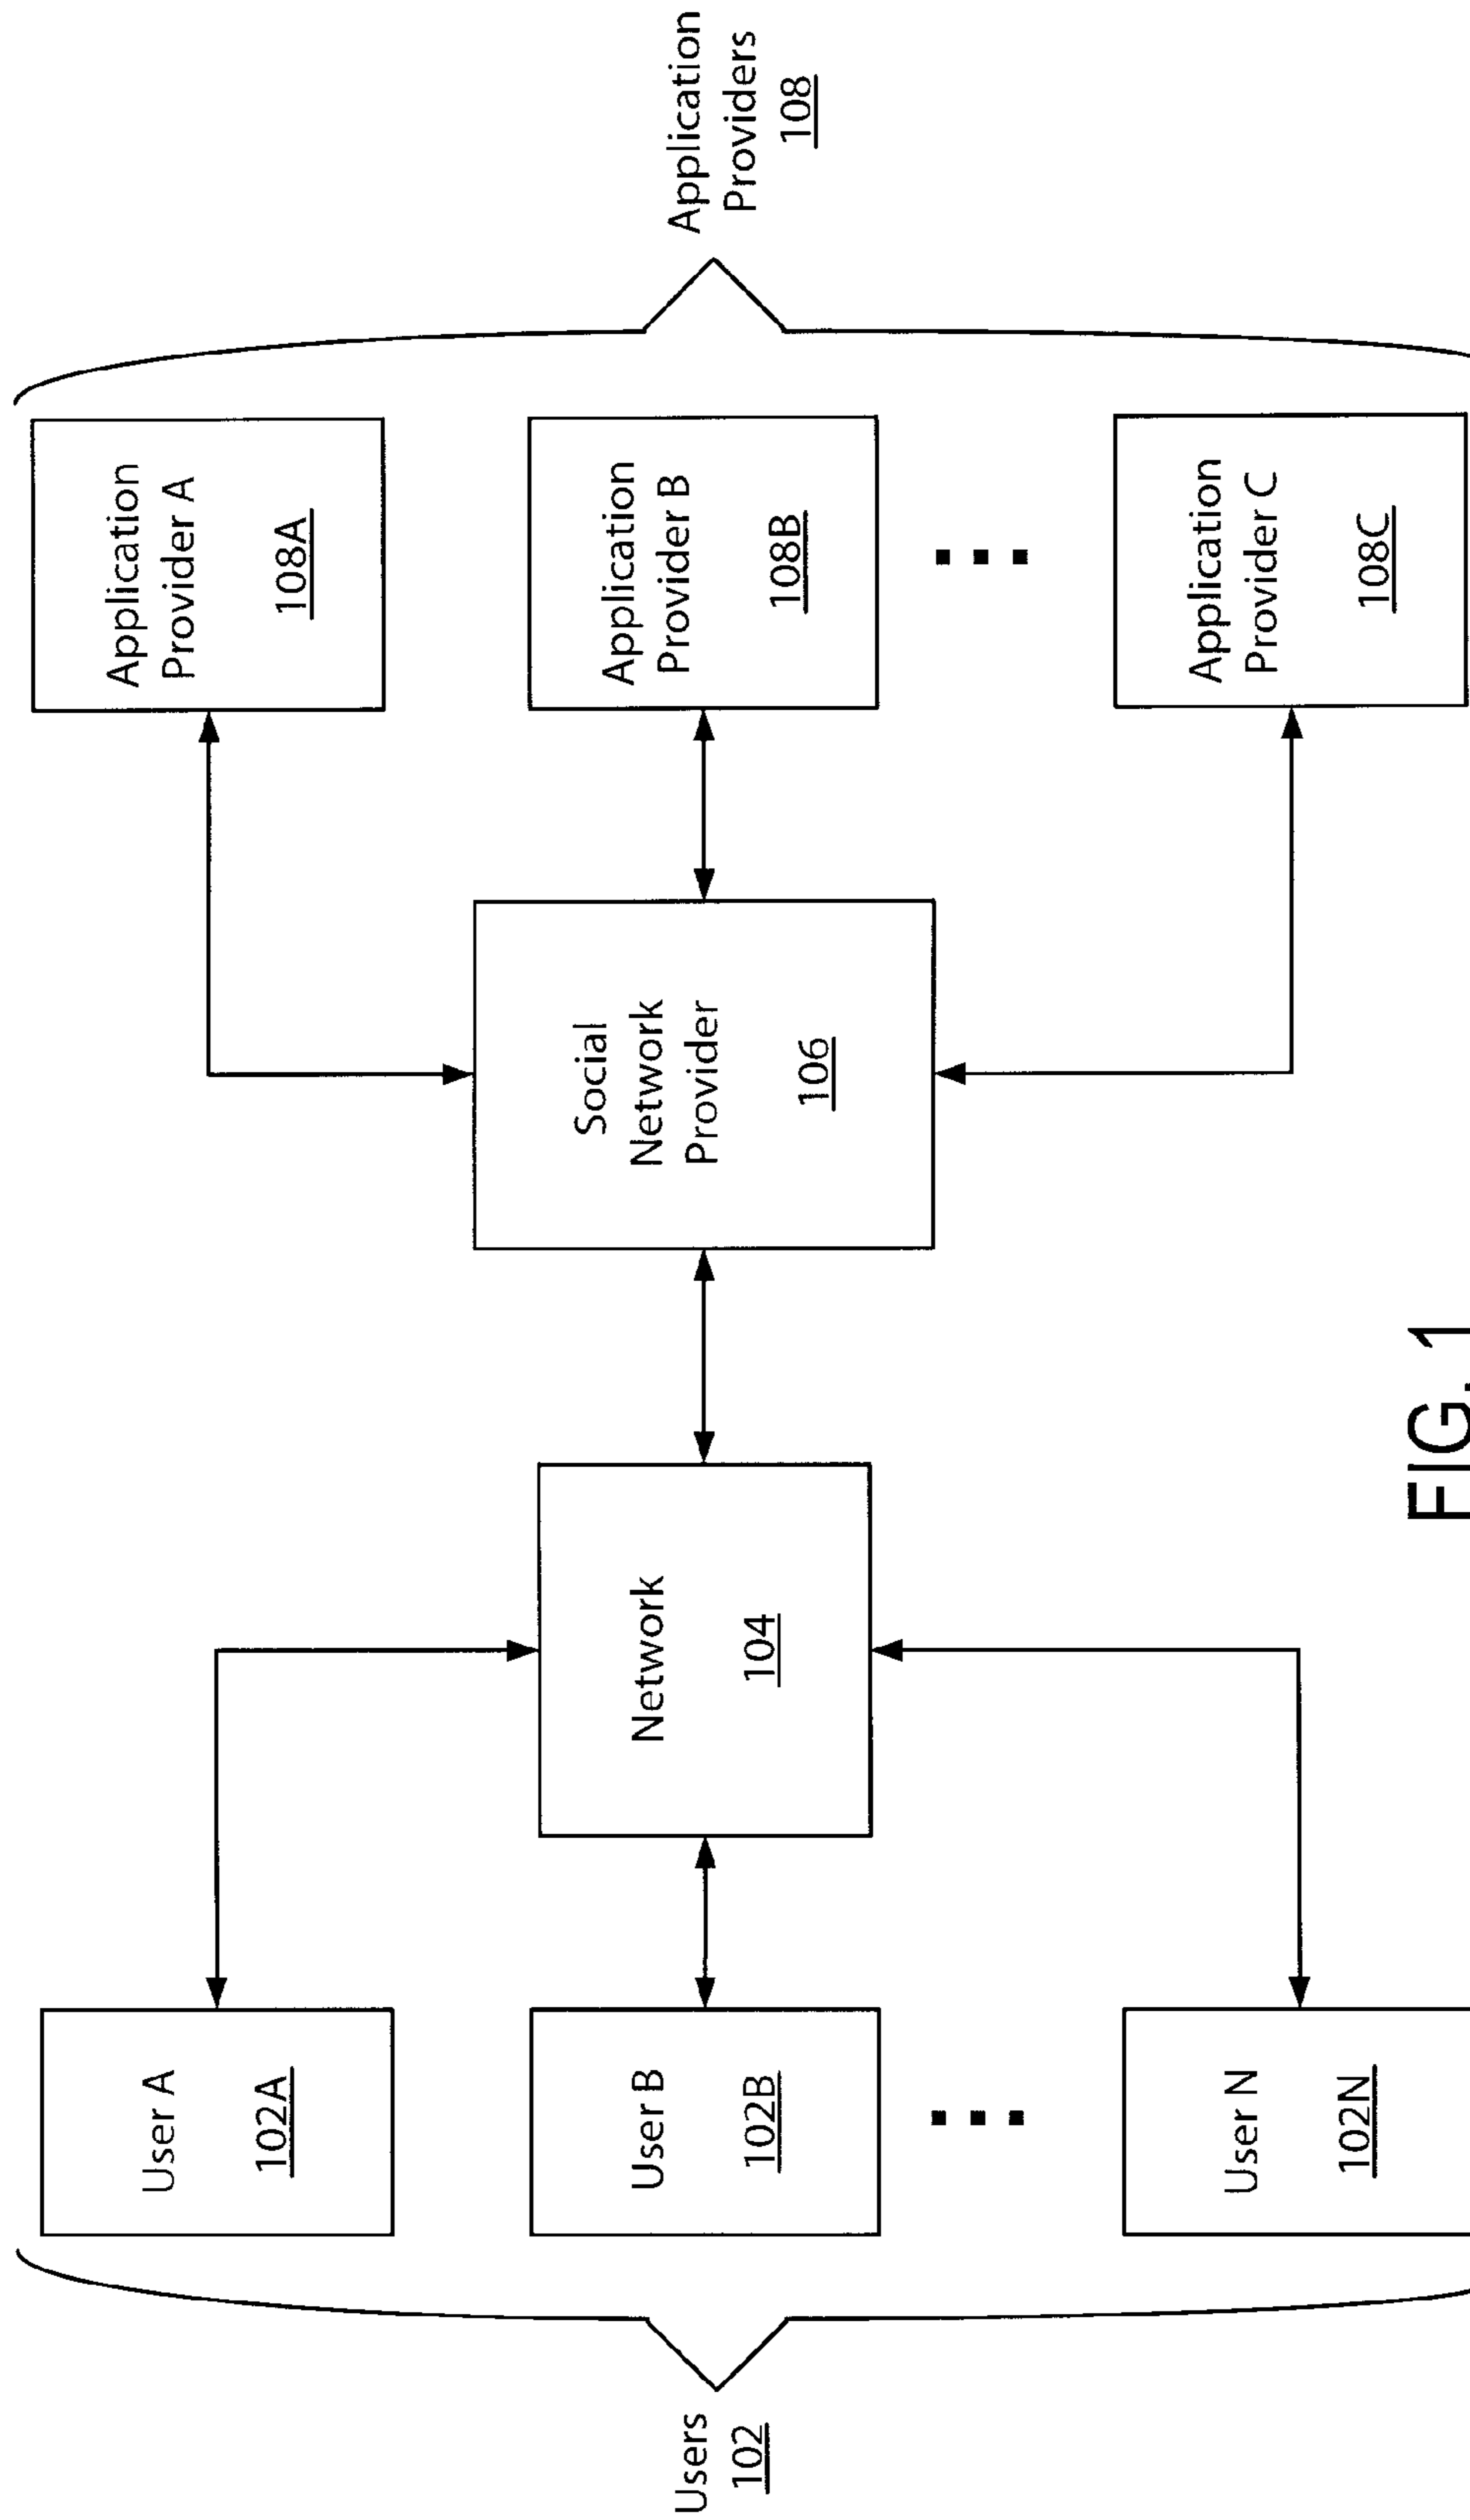 Users
102
User A
102A
User B
102B
User N
102N
Network
104
Social
Network
Provider
106
Application
Provider A
108A
Application
Provider B
108B
Application
Provider C
108C
Application
Providers
108
FIG. 1